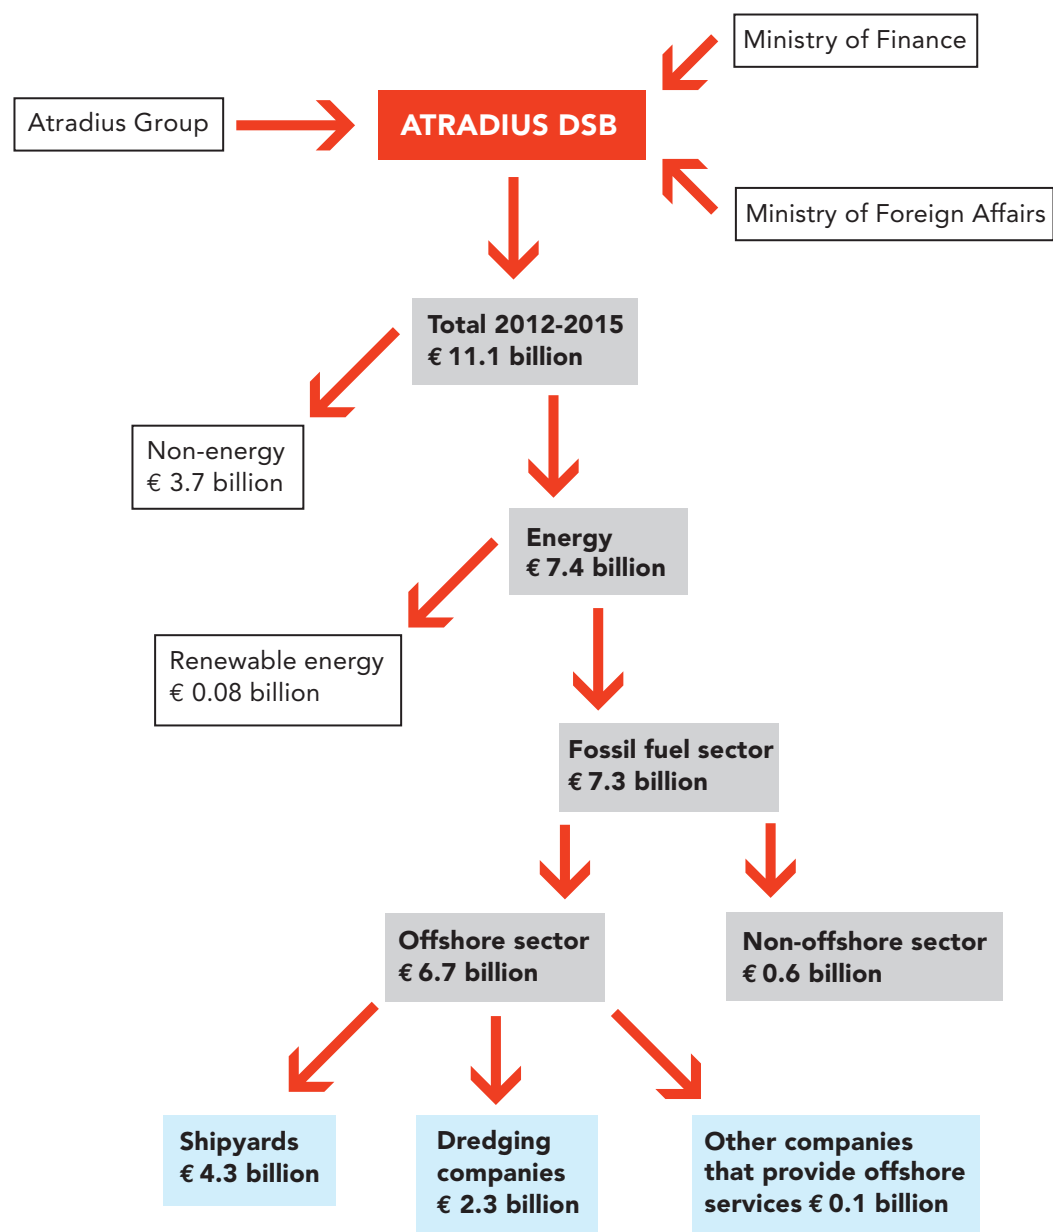 Ministry of Finance
Atradius Group
ATRADIUS DSB
Ministry of Foreign Affairs
Total 2012-2015
€ 11.1 billion
Non-energy
€ 3.7 billion
Energy
€ 7.4 billion
Renewable energy
€ 0.08 billion
Fossil fuel sector
€ 7.3 billion
Offshore sector
€ 6.7 billion
Non-offshore sector
€ 0.6 billion
Shipyards
€ 4.3 billion
Dredging
companies
€ 2.3 billion
Other companies
that provide offshore
services € 0.1 billion